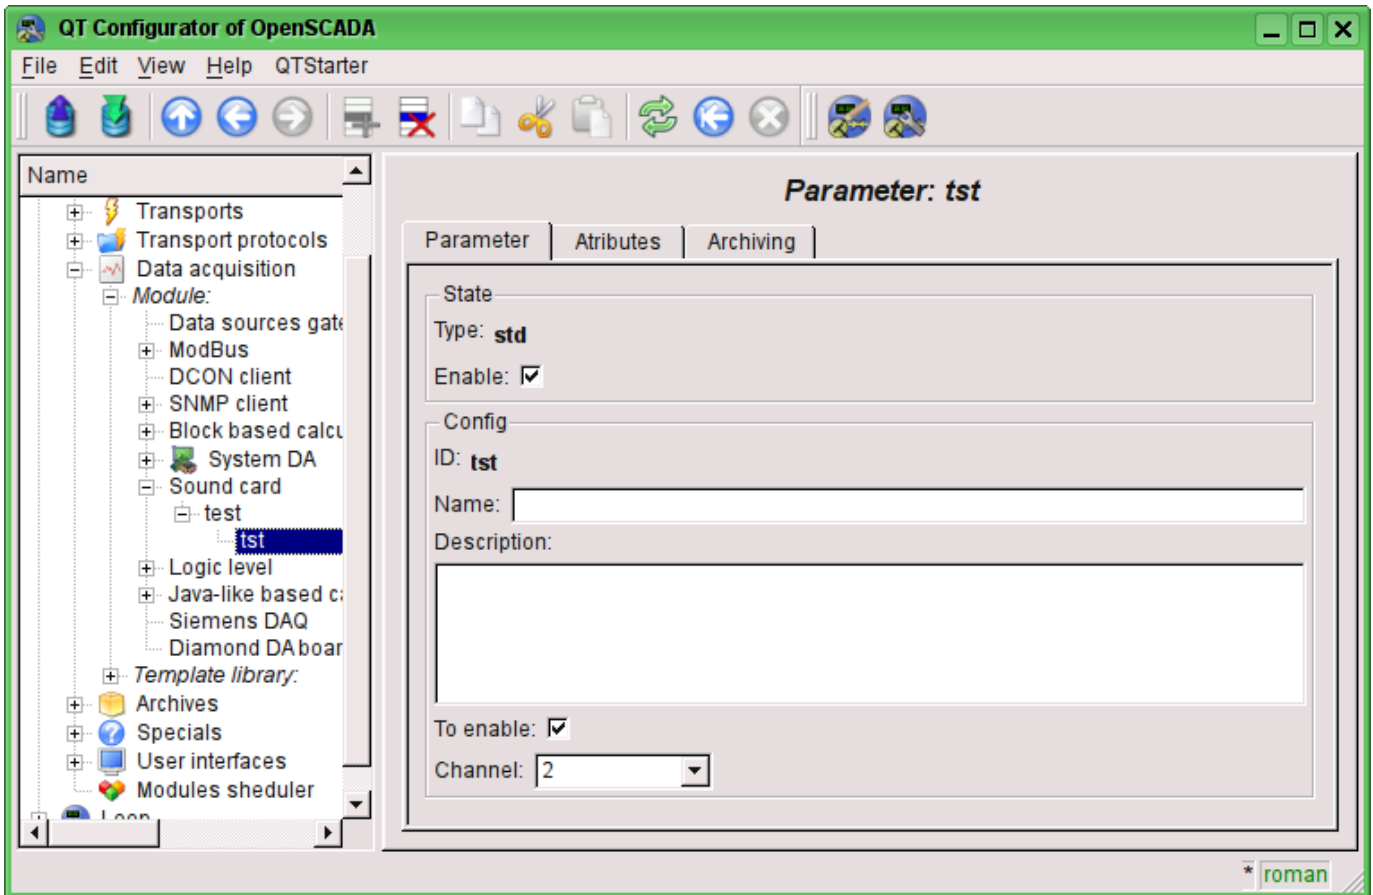 QT Configurator of OpenSCADA
File Edit View Help QTStarter
Name
Transports
Transport protocols
Data acquisition
Module:
Data sources gate
ModBus
DCON client
SNMP client
Block based calcu
System DA
Sound card
test
tst
Logic level
Java-like based ca
Siemens DAQ
Diamond DA boar
Template library:
Archives
Specials
User interfaces
Modules sheduler
Loop
Parameter: tst
Parameter Atributes Archiving
State
Type: std
Enable:
Config
ID: tst
Name:
Description:
To enable:
Channel: 2
* roman